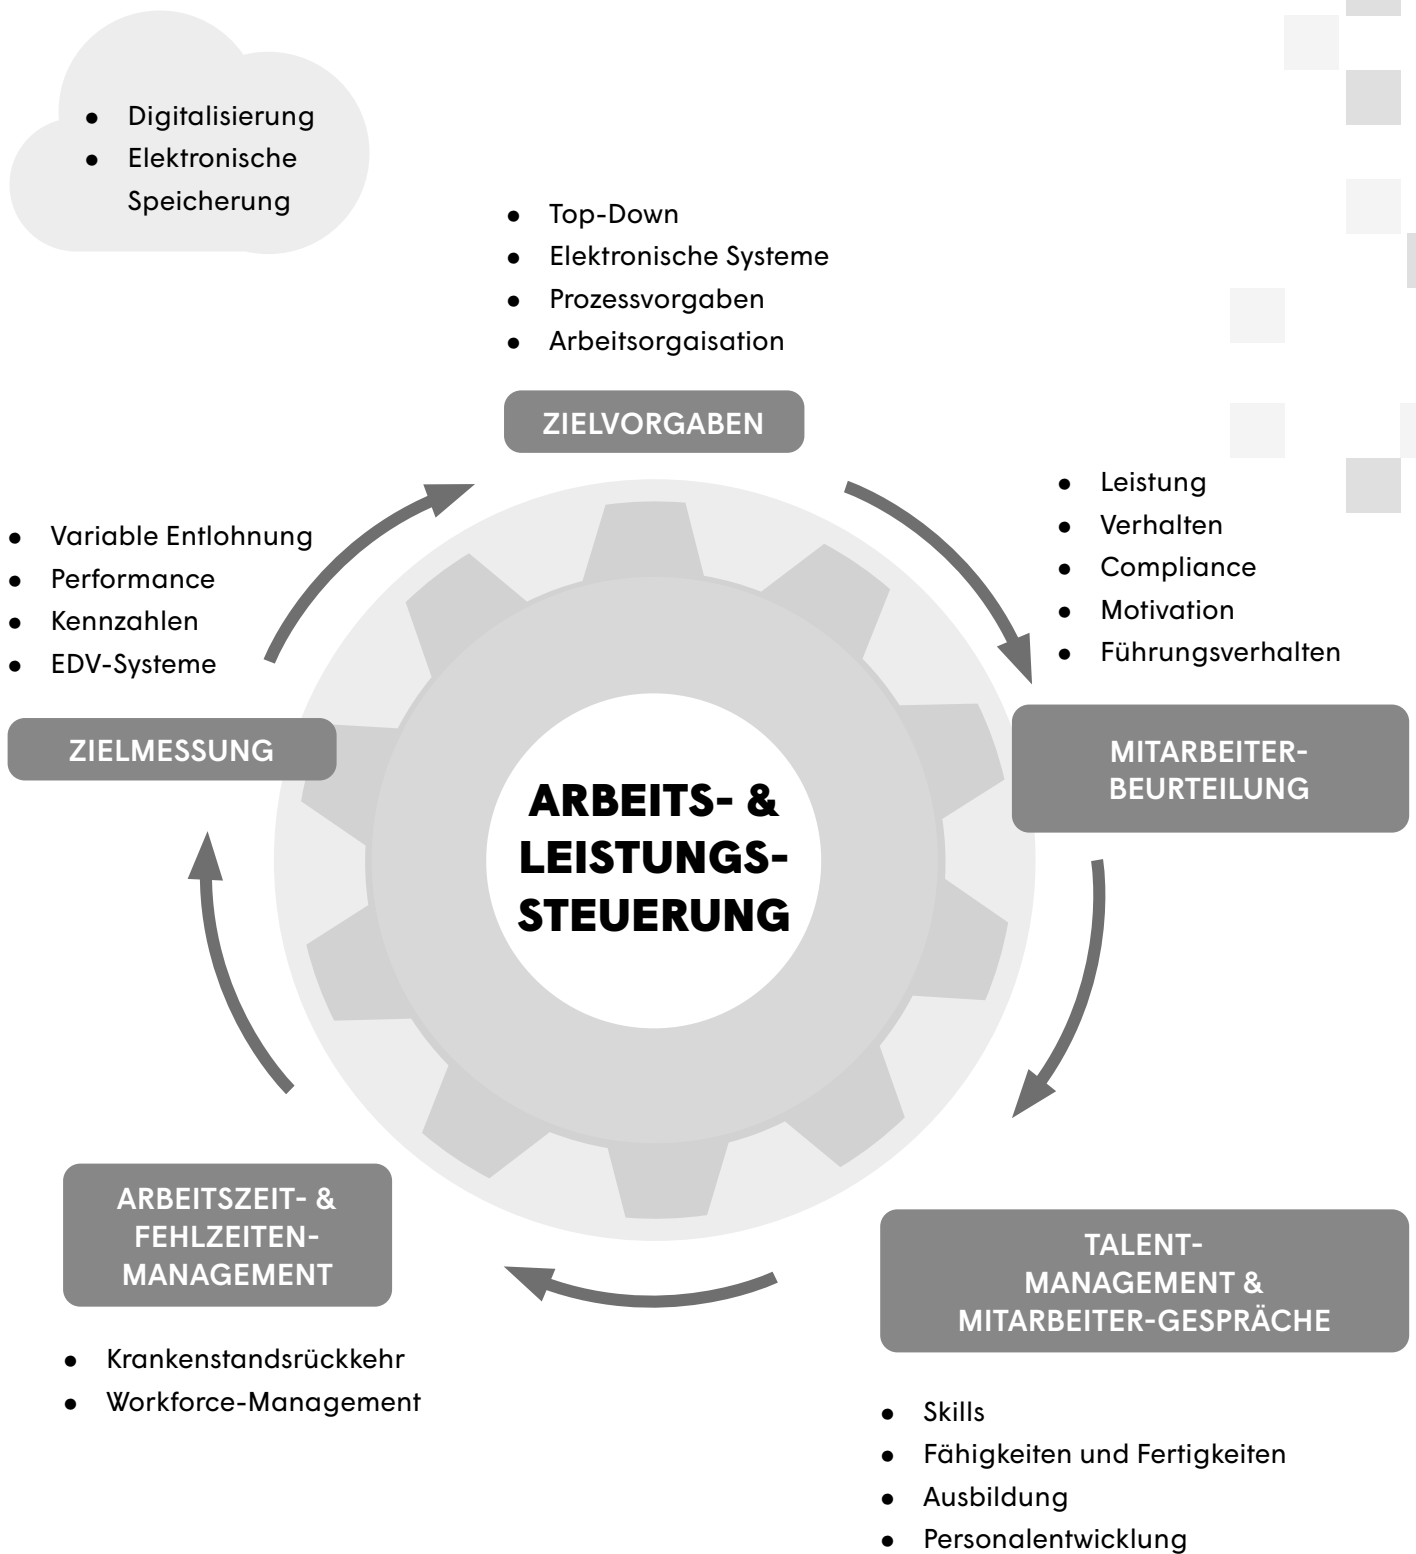 • Digitalisierung
• Elektronische
Speicherung
• Top-Down
• Elektronische Systeme
• Prozessvorgaben
• Arbeitsorgaisation
ZIELVORGABEN
• Leistung
• Verhalten
• Compliance
• Motivation
• Führungsverhalten
MITARBEITER-
BEURTEILUNG
• Variable Entlohnung
• Performance
• Kennzahlen
• EDV-Systeme
ZIELMESSUNG
ARBEITS- &
LEISTUNGS-
STEUERUNG
ARBEITSZEIT- &
FEHLZEITEN-
MANAGEMENT
• Krankenstandsrückkehr
• Workforce-Management
TALENT-
MANAGEMENT &
MITARBEITER-GESPRÄCHE
• Skills
• Fähigkeiten und Fertigkeiten
• Ausbildung
• Personalentwicklung